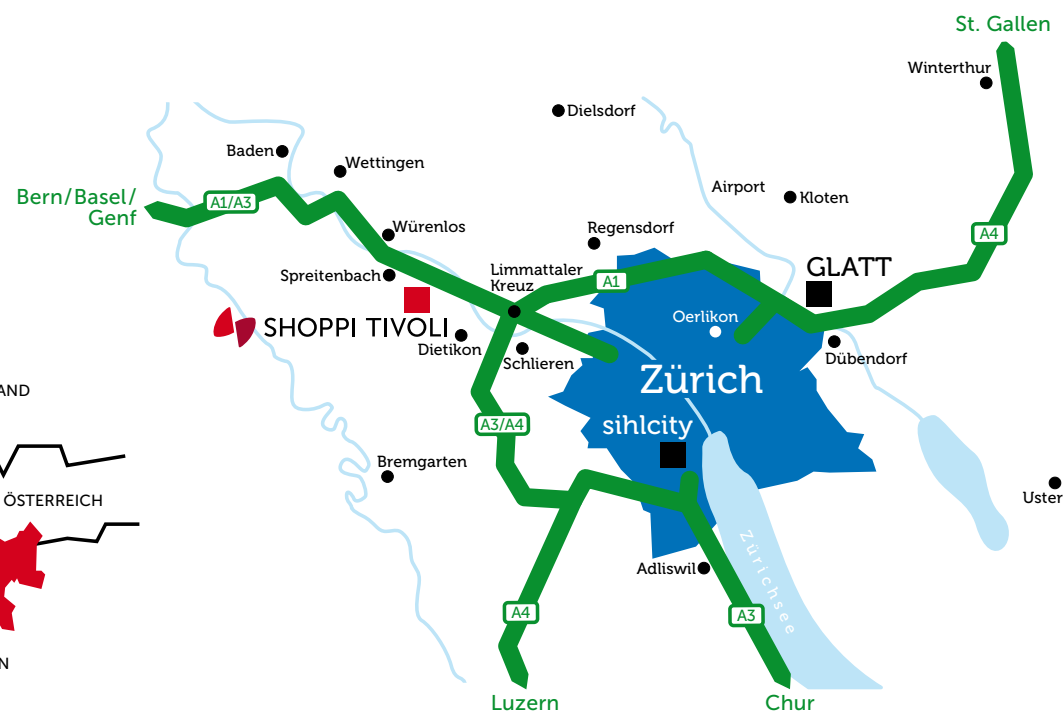 St. Gallen
Winterthur
Dielsdorf
Baden
Wettingen
Airport
Kloten
Bern/Basel/
Genf
A1/A3
Würenlos
Regensdorf
A4
Spreitenbach
Limmattaler
Kreuz
A1
GLATT
SHOPPI TIVOLI
Dietikon
Schlieren
Oerlikon
Dübendorf
Zürich
AND
A3/A4
sihlcity
Bremgarten
ÖSTERREICH
Uster
Zürichsee
Adliswil
A4
A3
N
Luzern
Chur